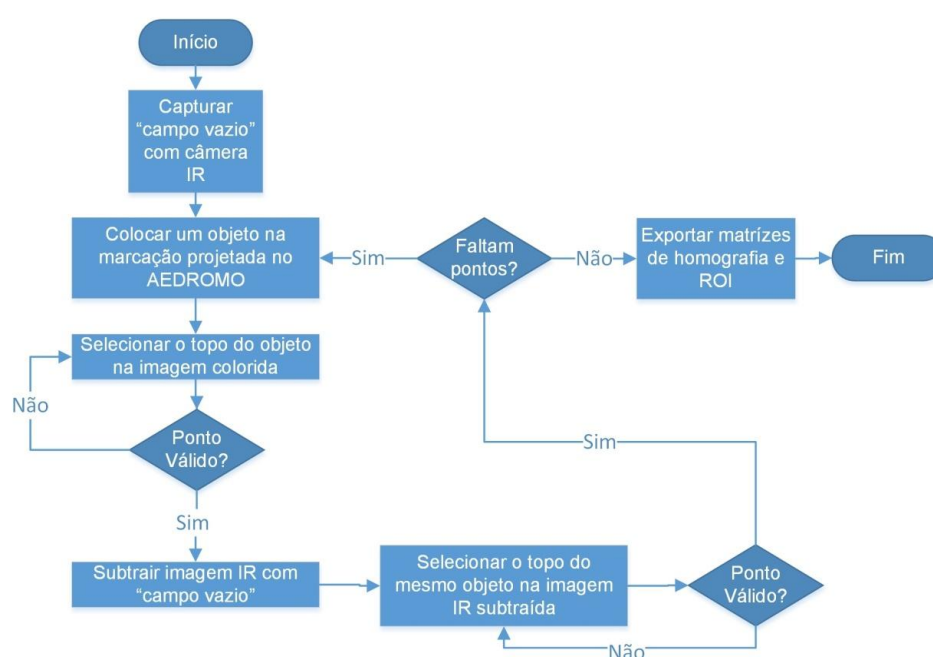 Início
Capturar
“campo vazio”
com câmera
IR
Colocar um objeto na
marcação projetada no
AEDROMO
Sim
Faltam
pontos?
Não
Exportar matrízes
de homografia e
ROI
Fim
Selecionar o topo do objeto
na imagem colorida
Não
Ponto
Válido?
Sim
Sim
Subtrair imagem IR com
“campo vazio”
Selecionar o topo do
mesmo objeto na imagem
IR subtraída
Ponto
Válido?
Não